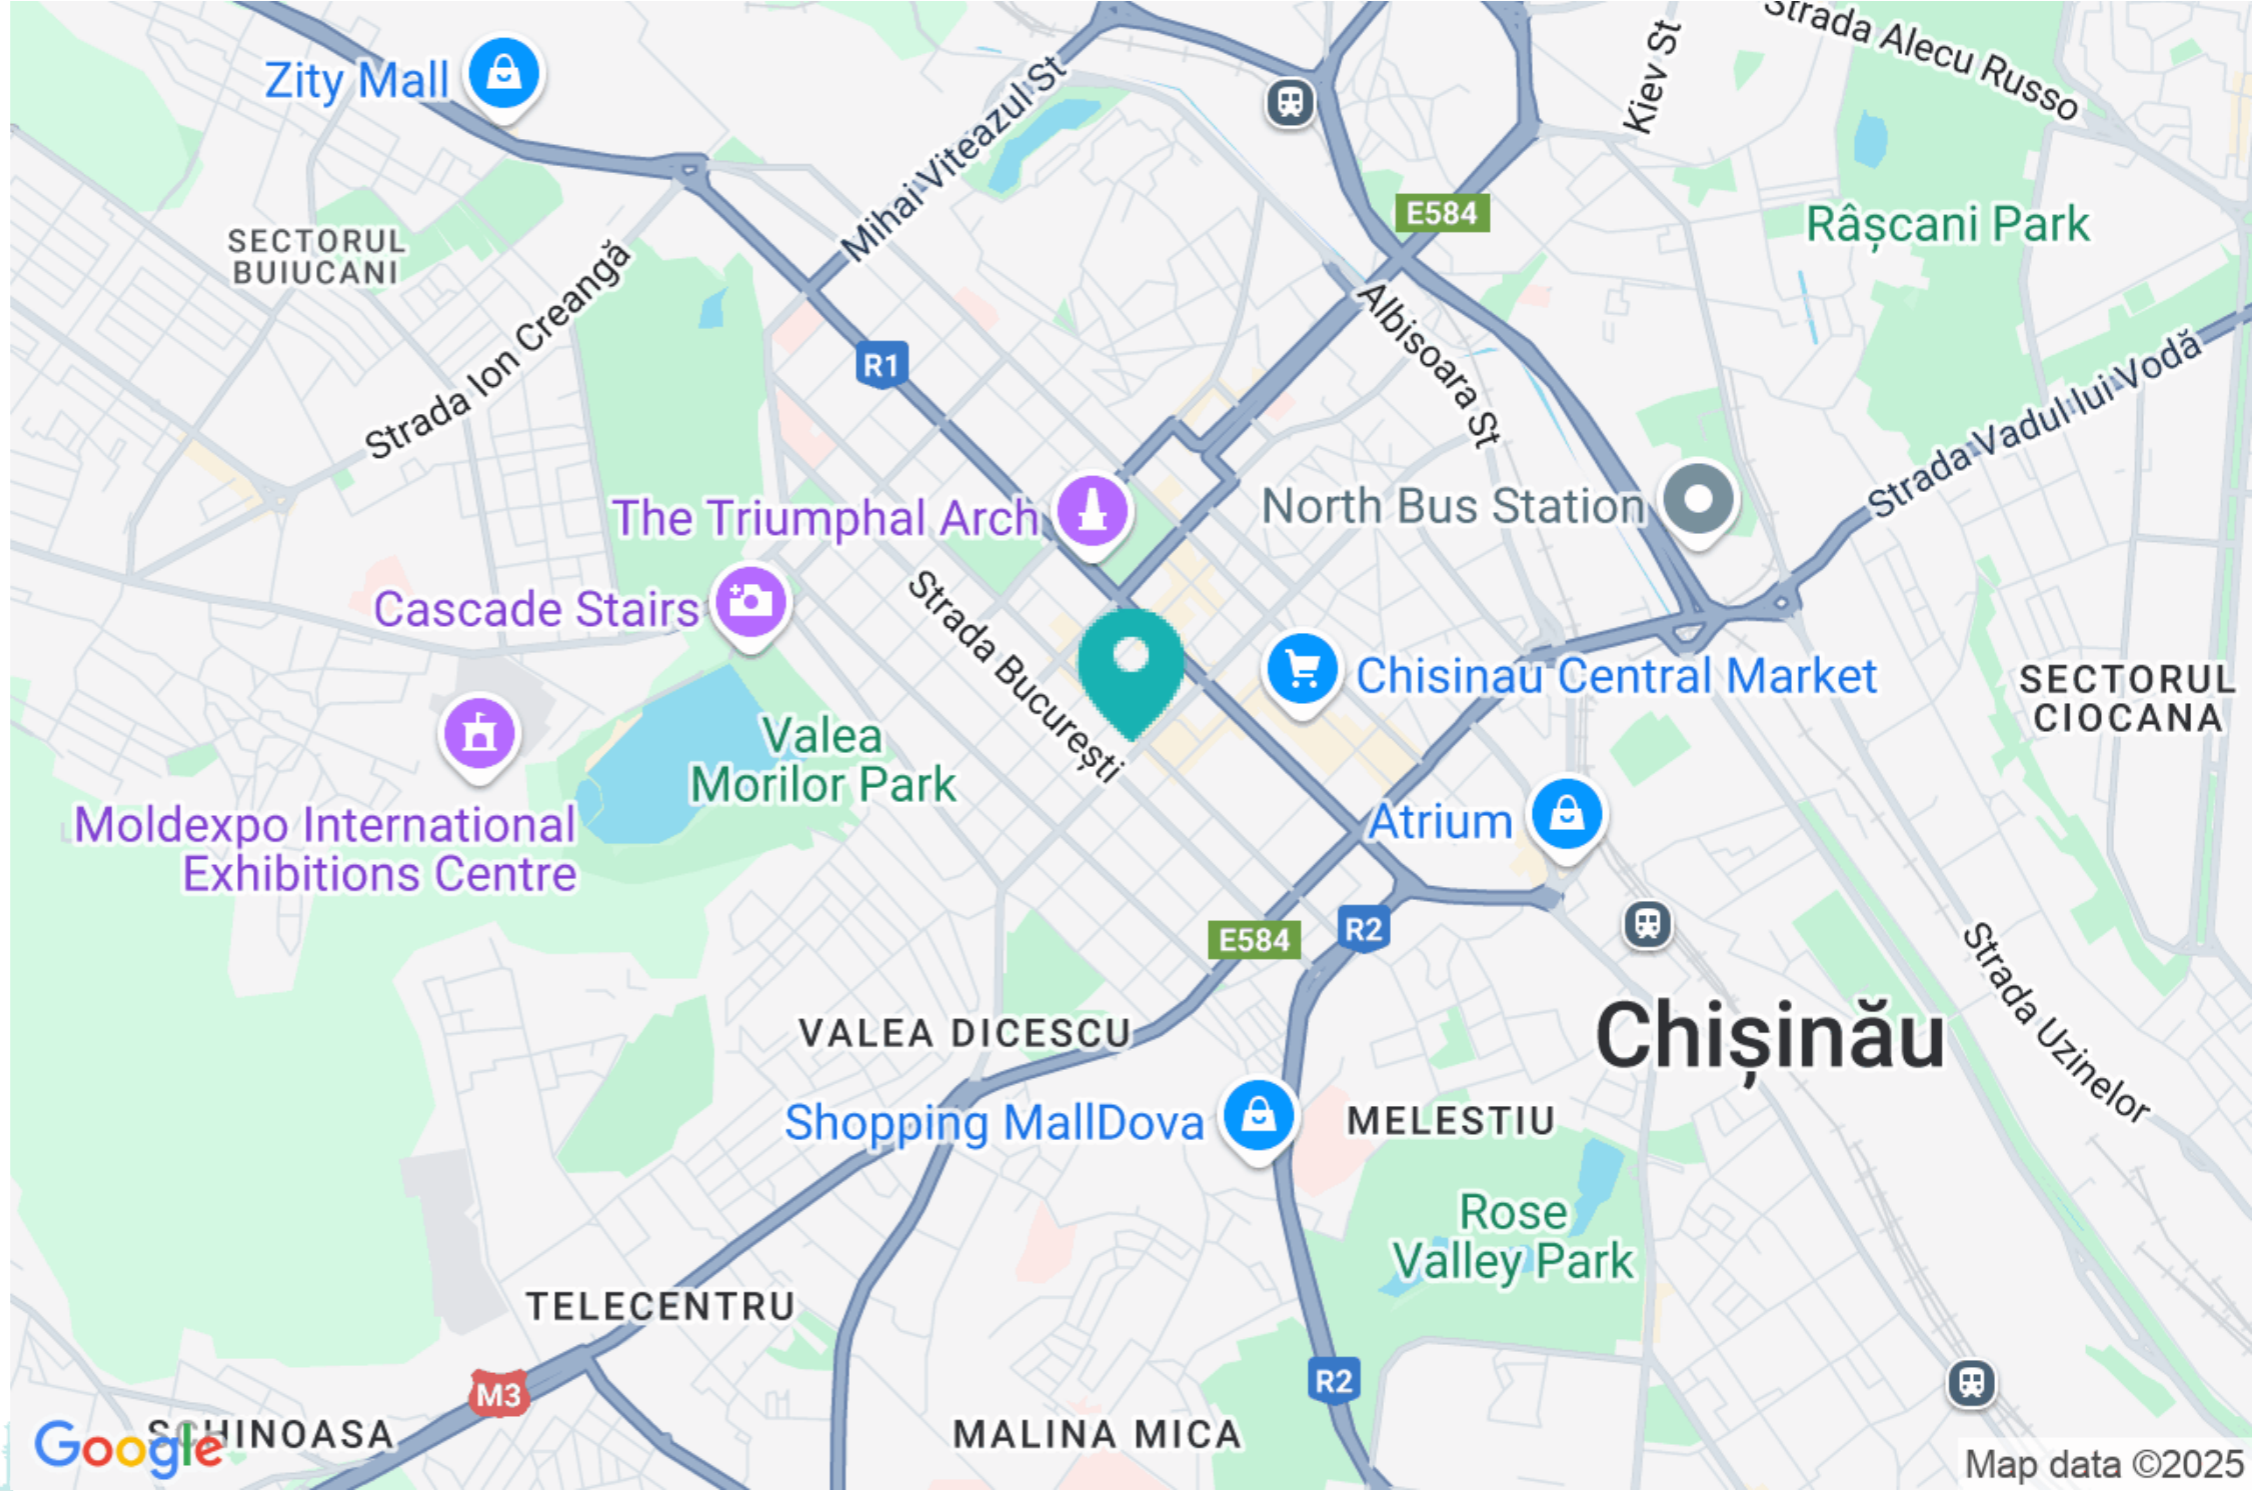 Strada Alecu Russo
Kiev St
Zity Mall
Mihai Viteazul St
E584
Râșcani Park
SECTORUL
BUIUCANI
Strada Ion Creangă
Albisoara St
R1
Strada Vadul lui Vodă
The Triumphal Arch
North Bus Station
Cascade Stairs
Strada București
Chisinau Central Market
SECTORUL
CIOCANA
Valea
Morilor Park
Moldexpo International
Exhibitions Centre
Atrium
E584
R2
Strada Uzinelor
VALEA DICESCU
Chișinău
Shopping MallDova
MELESTIU
Rose
Valley Park
TELECENTRU
M3
R2
SCHINOASA
MALINA MICA
Google
Map data ©2025